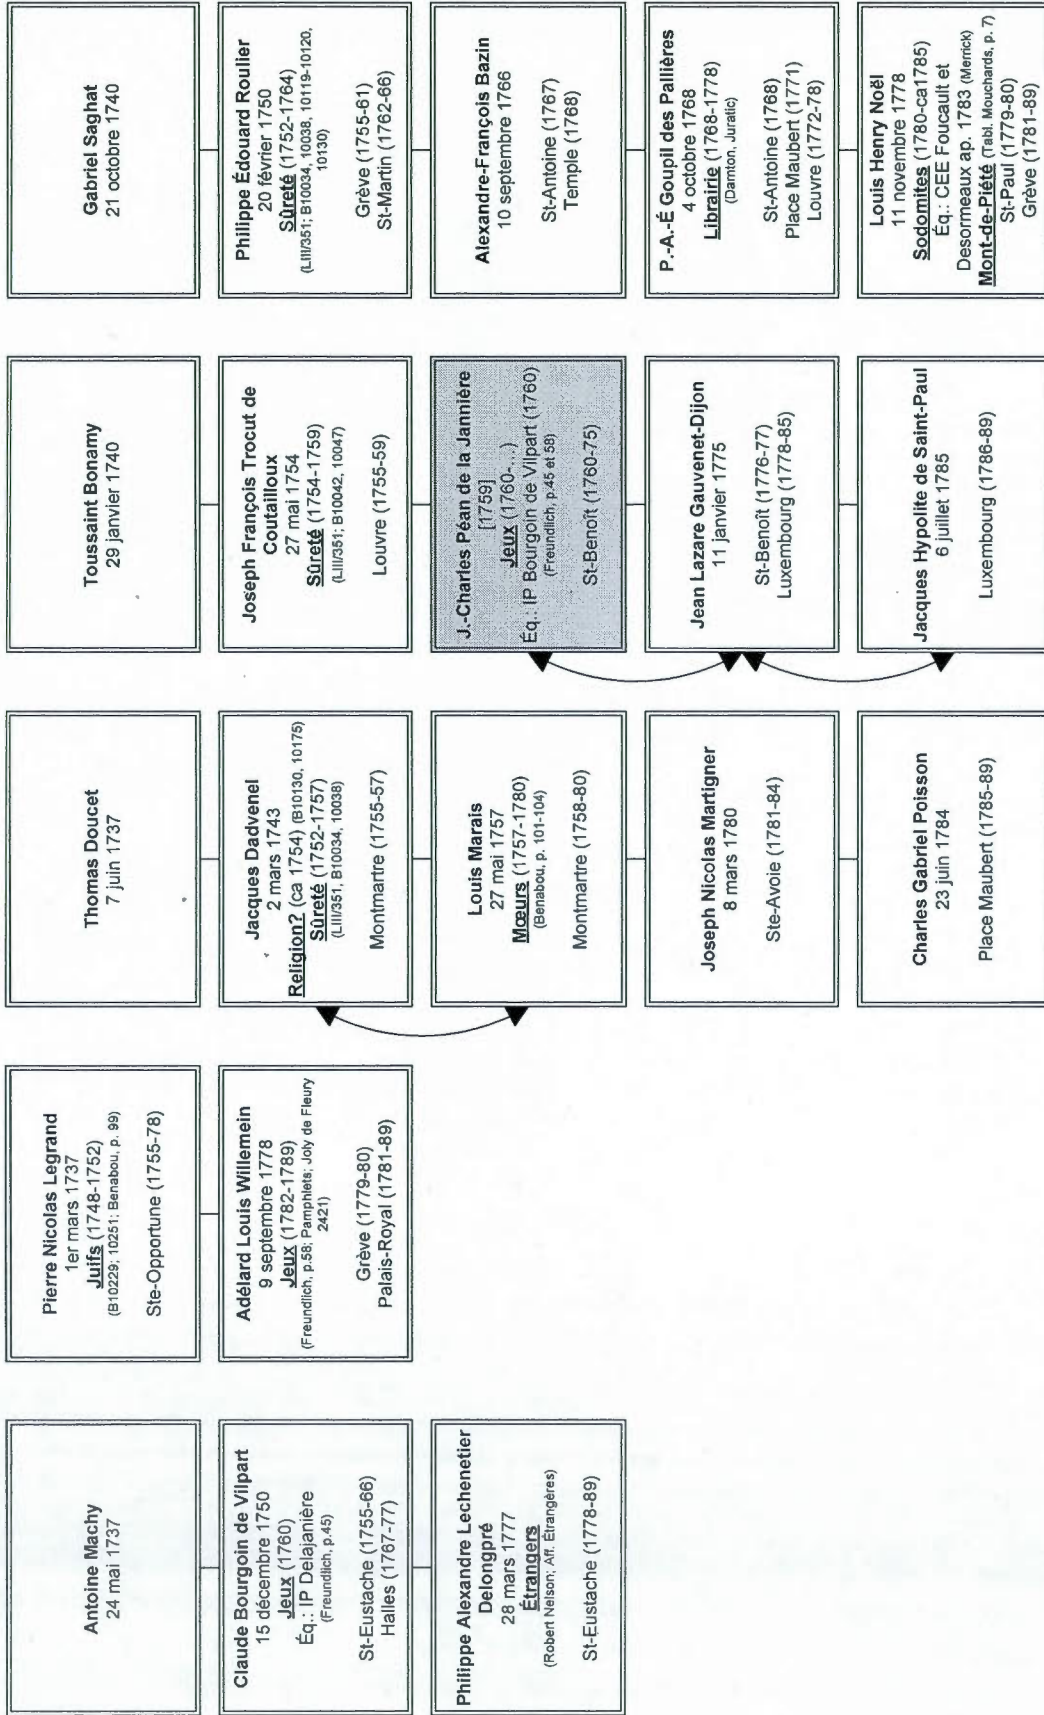 Antoine Machy
24 mai 1737
Claude Bourgoin de Vilpart
15 décembre 1750
Jeux (1760)
Éq.: IP Delajanière
(Freundlich, p.45)
St-Eustache (1755-66)
Halles (1767-77)
Philippe Alexandre Lechenetier
Delongpré
28 mars 1777
Étrangers
(Robert Nelson; Aff. Étrangères)
St-Eustache (1778-89)
Pierre Nicolas Legrand
1er mars 1737
Juifs (1748-1752)
(B10229; 10251; Benabou, p. 99)
Ste-Opportune (1755-78)
Adélard Louis Willemein
9 septembre 1778
Jeux (1782-1789)
(Freundlich, p.58; Pamphlets; Joly de Fleury
2421)
Grève (1779-80)
Palais-Royal (1781-89)
Thomas Doucet
7 juin 1737
Jacques Dadvenel
2 mars 1743
Religion? (ca 1754) (B10130, 10175)
Sûreté (1752-1757)
(LIII/351, B10034, 10038)
Montmartre (1755-57)
Louis Marais
27 mai 1757
Mœurs (1757-1780)
(Benabou, p. 101-104)
Montmartre (1758-80)
Joseph Nicolas Martigner
8 mars 1780
Ste-Avoie (1781-84)
Charles Gabriel Poisson
23 juin 1784
Place Maubert (1785-89)
Toussaint Bonamy
29 janvier 1740
Joseph François Trocut de
Coutailloux
27 mai 1754
Sûreté (1754-1759)
(LIII/351; B10042, 10047)
Louvre (1755-59)
J.-Charles Péan de la Jannière
[1759]
Jeux (1760-...)
Éq.: IP Bourgoin de Vilpart (1760)
(Freundlich, p.45 et 58)
St-Benoît (1760-75)
Jean Lazare Gauvenet-Dijon
11 janvier 1775
St-Benoît (1776-77)
Luxembourg (1778-85)
Jacques Hypolite de Saint-Paul
6 juillet 1785
Luxembourg (1786-89)
Gabriel Saghat
21 octobre 1740
Philippe Édouard Roulier
20 février 1750
Sûreté (1752-1764)
(LIII/351; B10034, 10038, 10119-10120,
10130)
Grève (1755-61)
St-Martin (1762-66)
Alexandre-François Bazin
10 septembre 1766
St-Antoine (1767)
Temple (1768)
P.-A.-É Goupil des Pallières
4 octobre 1768
Librairie (1768-1778)
(Darnton, Juratic)
St-Antoine (1768)
Place Maubert (1771)
Louvre (1772-78)
Louis Henry Noël
11 novembre 1778
Sodomites (1780-ca1785)
Éq.: CEE Foucault et
Desormeaux ap. 1783 (Merrick)
Mont-de-Piété (Tabl. Mouchards, p. 7)
St-Paul (1779-80)
Grève (1781-89)